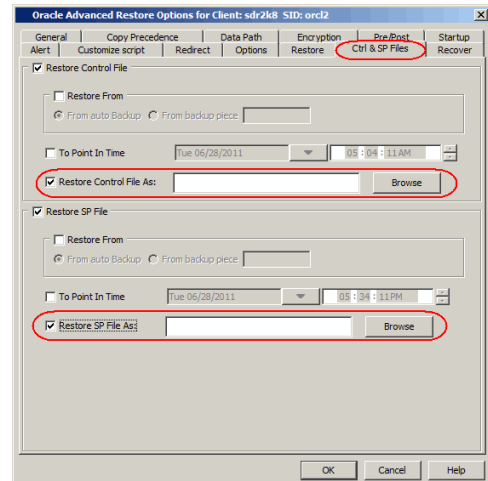 Oracle Advanced Restore Options for Client: sdr2k8 SID: orcl2
General Copy Precedence Data Path Encryption Pre/Post Startup
Alert Customize script Redirect Options Restore Ctrl & SP Files Recover
Restore Control File
Restore From
From auto Backup From backup piece
To Point In Time Tue 06/28/2011 05 : 04 : 11 AM
Restore Control File As: Browse
Restore SP File
Restore From
From auto Backup From backup piece
To Point In Time Tue 06/28/2011 05 : 34 : 11 PM
Restore SP File As: Browse
OK Cancel Help